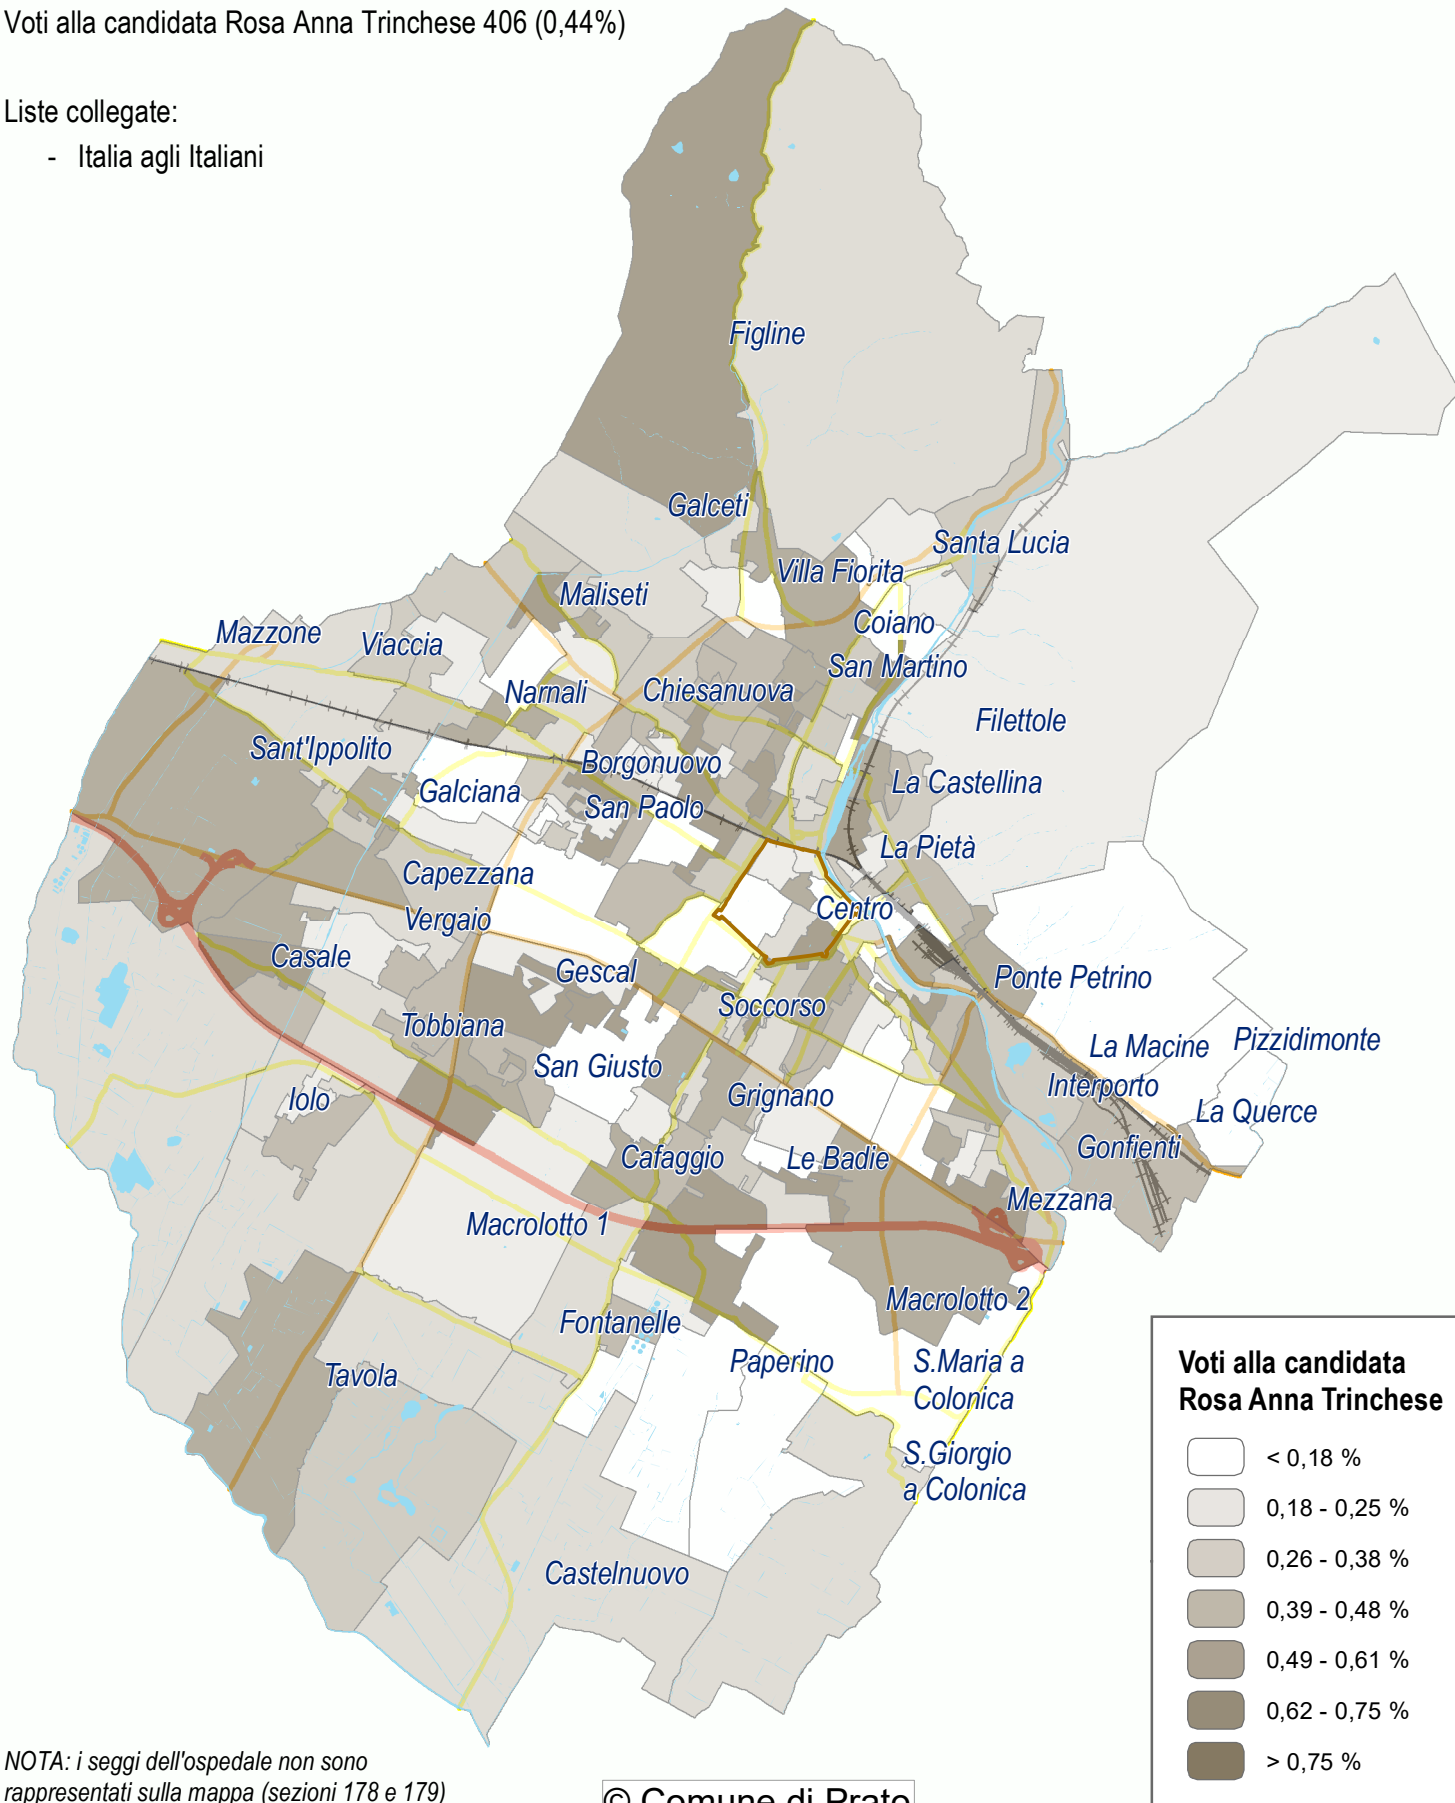 Voti alla candidata Rosa Anna Trinchese 406 (0,44%)
Liste collegate:
- Italia agli Italiani
Figline
Galceti
Santa Lucia
Villa Fiorita
Maliseti
Coiano
Mazzone
Viaccia
San Martino
Narnali
Chiesanuova
Filettole
Sant'Ippolito
Borgonuovo
La Castellina
Galciana
San Paolo
La Pietà
Capezzana
Centro
Vergaio
Casale
Gescal
Ponte Petrino
Soccorso
Tobbiana
La Macine
Pizzidimonte
San Giusto
Interporto
Iolo
Grignano
La Querce
Gonfienti
Cafaggio
Le Badie
Mezzana
Macrolotto 1
Macrolotto 2
Fontanelle
Paperino
S.Maria a
Colonica
Tavola
S.Giorgio
a Colonica
Castelnuovo
Voti alla candidata
Rosa Anna Trinchese
< 0,18 %
0,18 - 0,25 %
0,26 - 0,38 %
0,39 - 0,48 %
0,49 - 0,61 %
0,62 - 0,75 %
> 0,75 %
NOTA: i seggi dell'ospedale non sono
rappresentati sulla mappa (sezioni 178 e 179)
© Comune di Prato